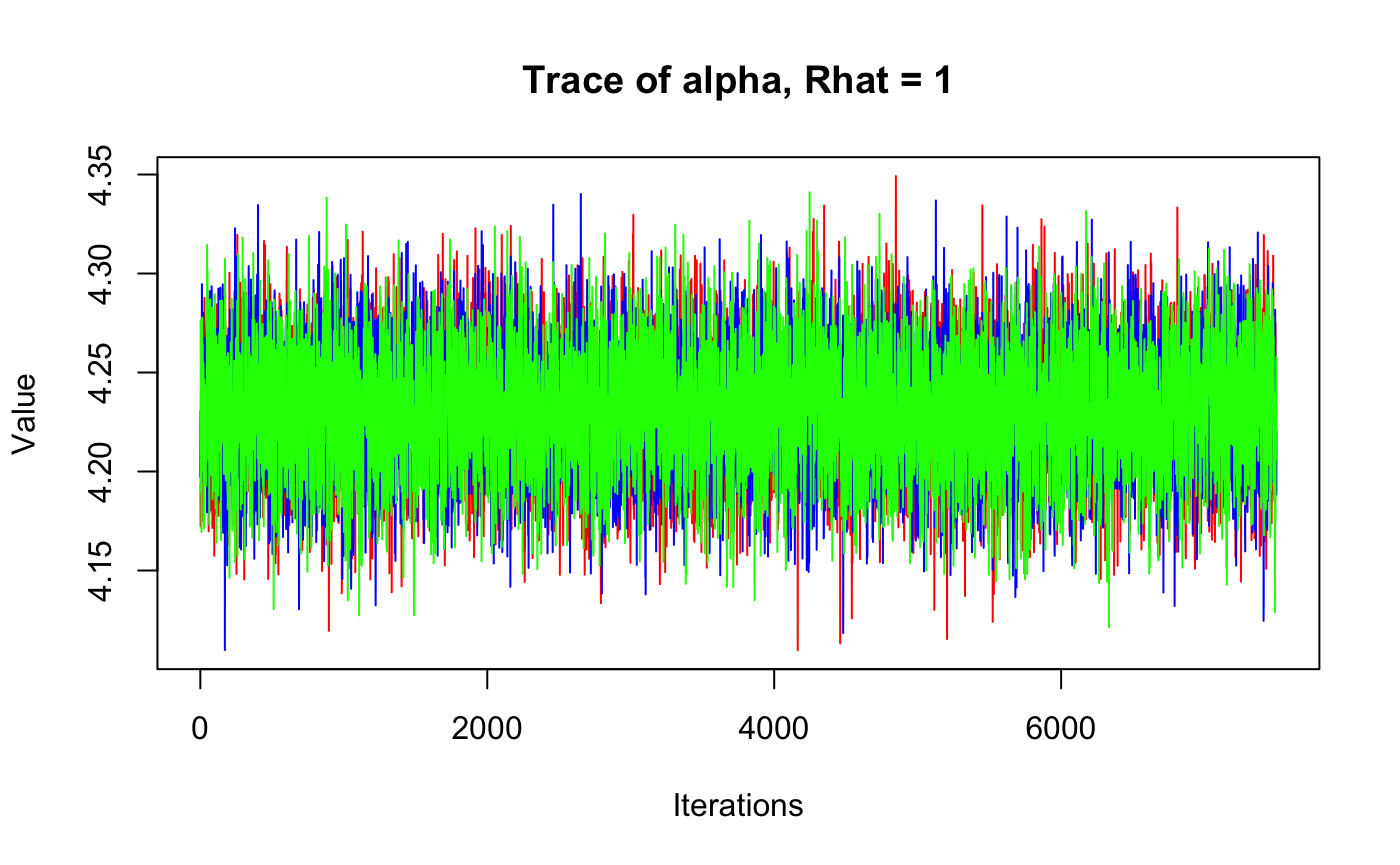 Trace of alpha, Rhat = 1
Value
4.35
4.30
4.25
4.20
4.15
0 2000 4000 6000
Iterations